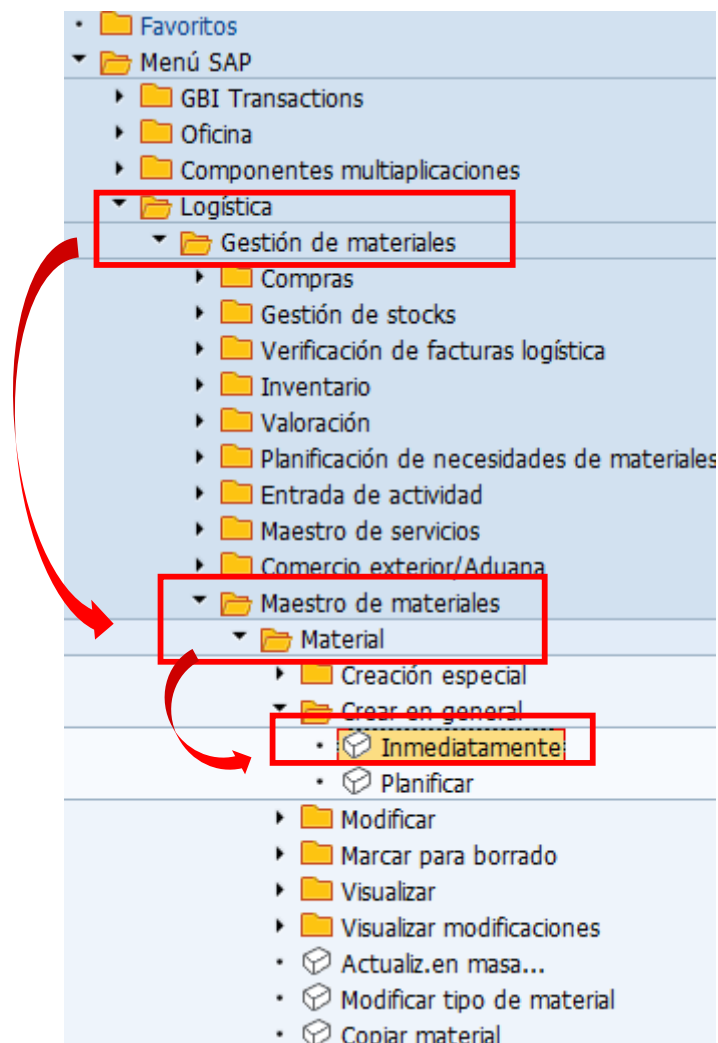 Favoritos
Menú SAP
GBI Transactions
Oficina
Componentes multiaplicaciones
Logística
Gestión de materiales
Compras
Gestión de stocks
Verificación de facturas logística
Inventario
Valoración
Planificación de necesidades de materiales
Entrada de actividad
Maestro de servicios
Comercio exterior/Aduana
Maestro de materiales
Material
Creación especial
Crear en general
Inmediatamente
Planificar
Modificar
Marcar para borrado
Visualizar
Visualizar modificaciones
Actualiz.en masa...
Modificar tipo de material
Copiar material